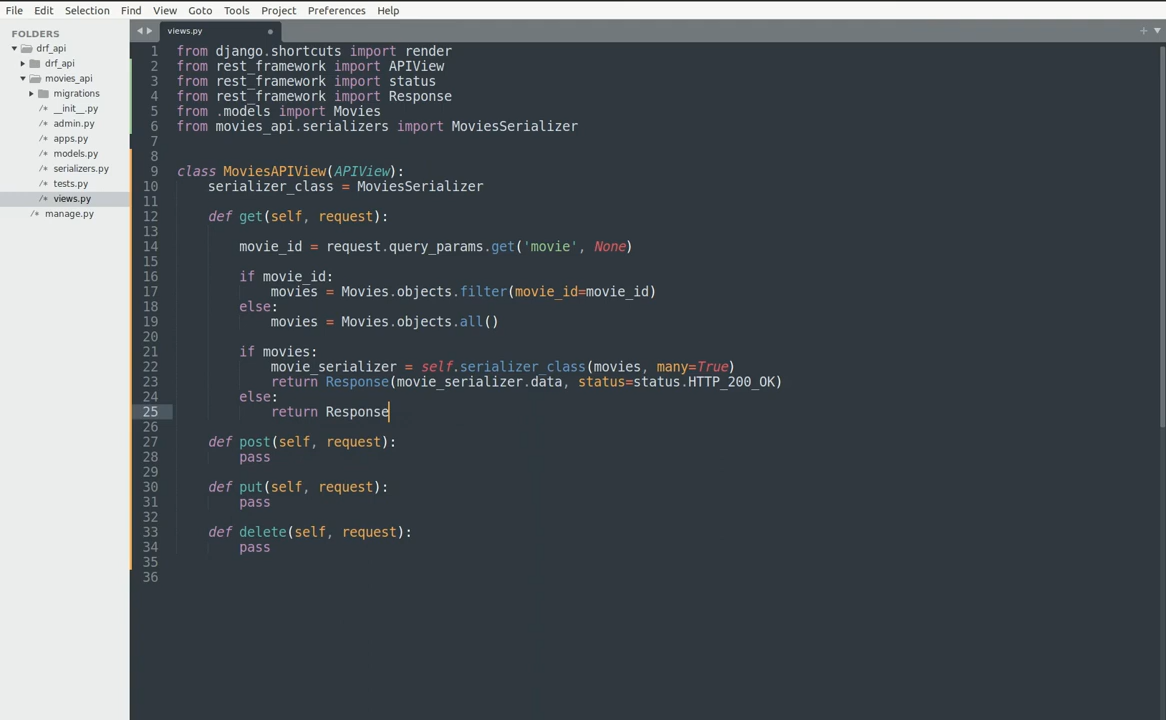 File Edit Selection Find View Goto Tools Project Preferences Help
FOLDERS
drf_api
drf_api
movies_api
migrations
/* __init__.py
/* admin.py
/* apps.py
/* models.py
/* serializers.py
/* tests.py
/* views.py
/* manage.py
views.py
1 from django.shortcuts import render
2 from rest_framework import APIView
3 from rest_framework import status
4 from rest_framework import Response
5 from .models import Movies
6 from movies_api.serializers import MoviesSerializer
7
8
9 class MoviesAPIView(APIView):
10     serializer_class = MoviesSerializer
11
12     def get(self, request):
13
14         movie_id = request.query_params.get('movie', None)
15
16         if movie_id:
17             movies = Movies.objects.filter(movie_id=movie_id)
18         else:
19             movies = Movies.objects.all()
20
21         if movies:
22             movie_serializer = self.serializer_class(movies, many=True)
23             return Response(movie_serializer.data, status=status.HTTP_200_OK)
24         else:
25             return Response
26
27     def post(self, request):
28         pass
29
30     def put(self, request):
31         pass
32
33     def delete(self, request):
34         pass
35
36